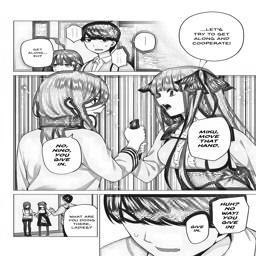 ...LET'S
TRY TO GET
ALONG AND
COOPERATE!
GET
ALONG...
MIKU,
MOVE
THAT
HAND.
NO,
NINO,
YOU
GIVE
IN.
HUH?
NO
WAY!
YOU
GIVE
IN!
GIVE
IN.
WHAT ARE
YOU DOING
THERE,
LADIES?